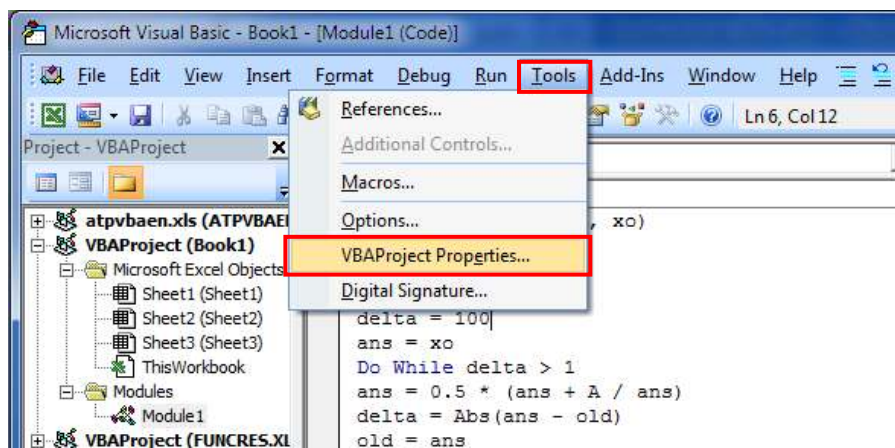 Microsoft Visual Basic - Book1 - [Module1 (Code)]
File Edit View Insert Format Debug Run Tools Add-Ins Window Help
Ln 6, Col 12
Project - VBAProject
References...
Additional Controls...
Macros...
Options...
VBAProject Properties...
Digital Signature...
atpvbaen.xls (ATPVBAE
VBAProject (Book1)
Microsoft Excel Objects
Sheet1 (Sheet1)
Sheet2 (Sheet2)
Sheet3 (Sheet3)
ThisWorkbook
Modules
Module1
VBAProject (FUNCRES.XL
, xo)
delta = 100
ans = xo
Do While delta > 1
ans = 0.5 * (ans + A / ans)
delta = Abs(ans - old)
old = ans